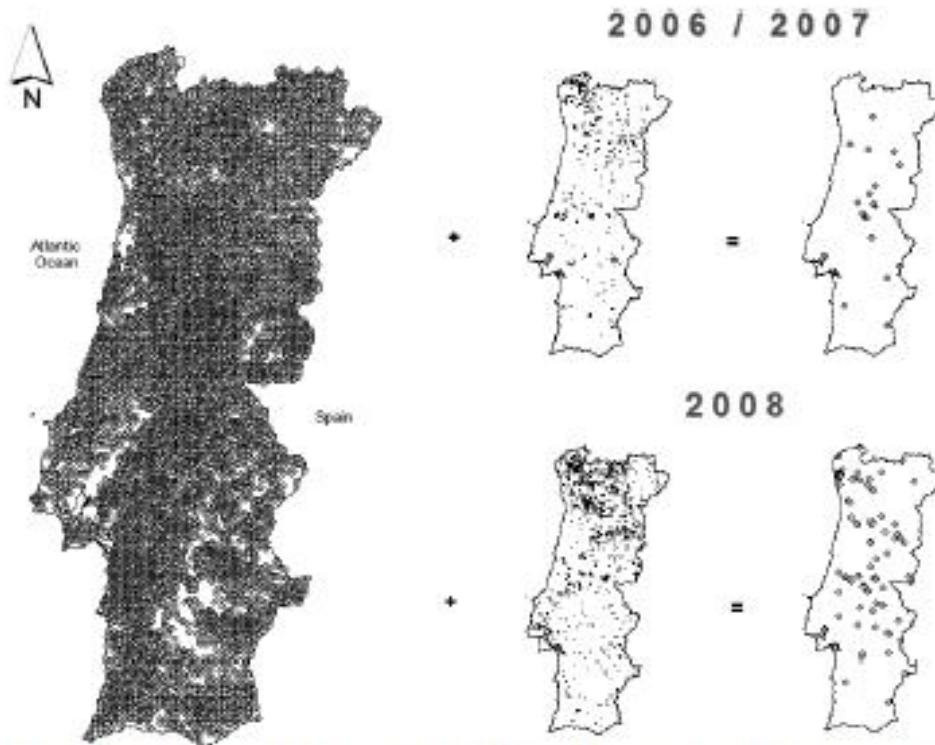 2006 / 2007
N
Atlantic
Ocean
+
=
Spain
2008
+
=